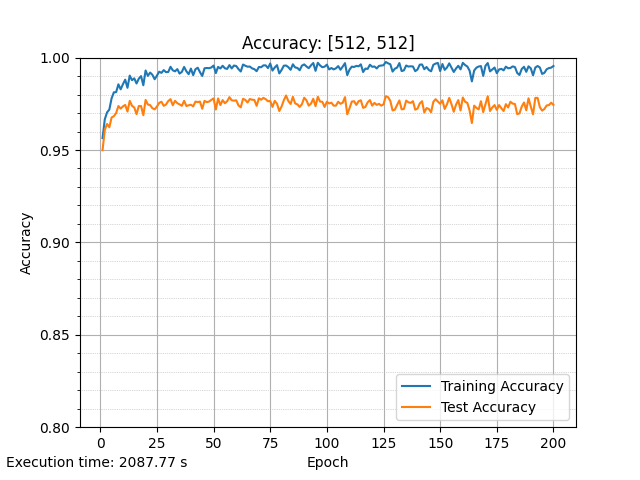 Accuracy: [512, 512]
1.00
0.95
0.90
0.85
0.80
Accuracy
Training Accuracy
Test Accuracy
0 25 50 75 100 125 150 175 200
Execution time: 2087.77 s
Epoch